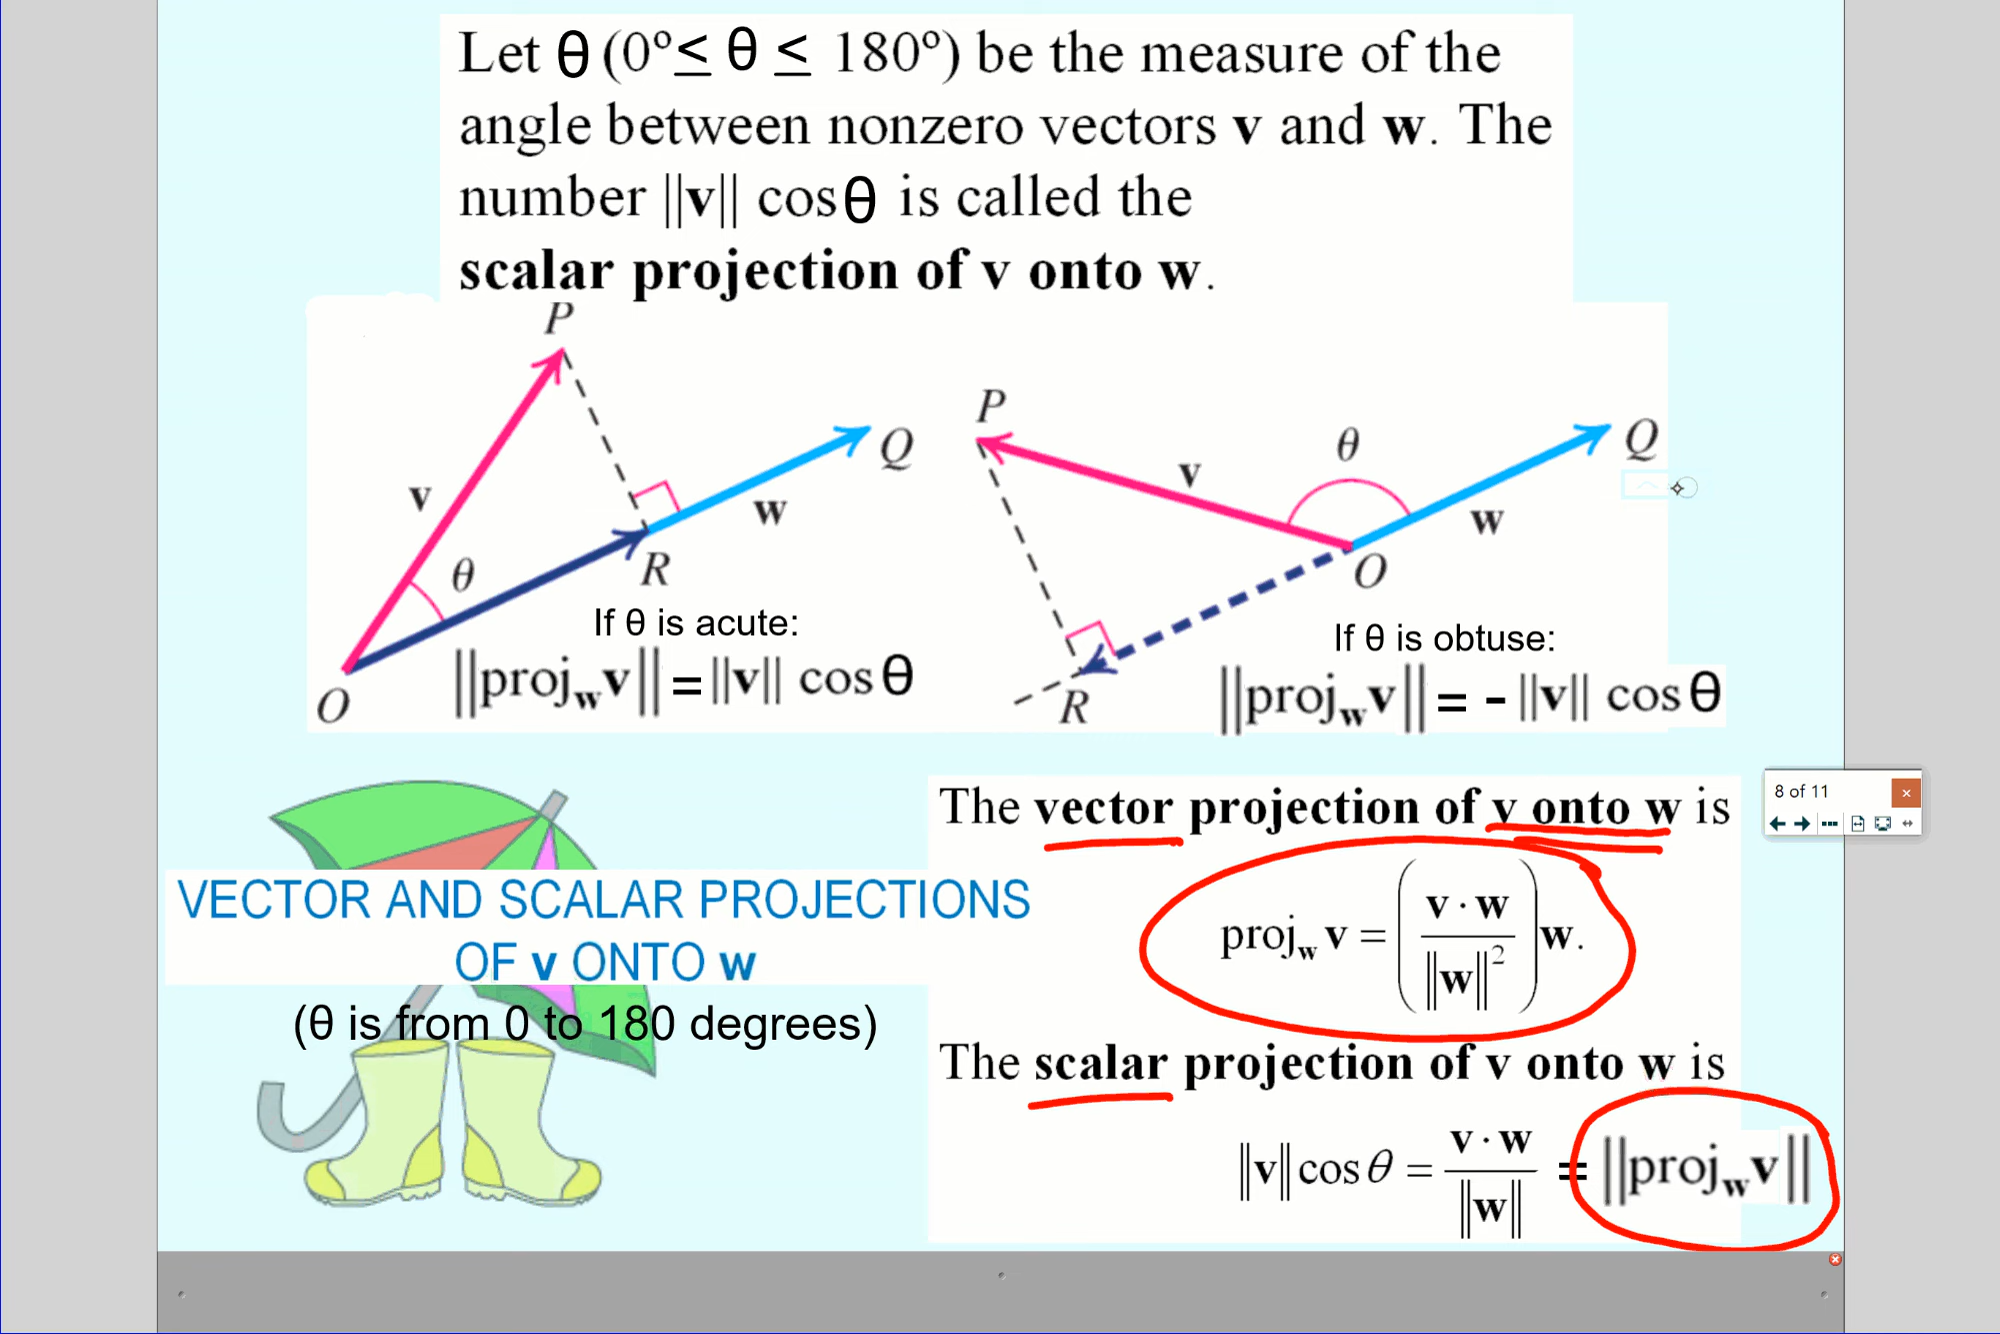 Let θ (0º ≤ θ ≤ 180º) be the measure of the
angle between nonzero vectors v and w. The
number ||v|| cos θ is called the
scalar projection of v onto w.
P
Q
v
w
θ
R
O
If θ is acute:
||proj_w v|| = ||v|| cos θ
P
Q
θ
v
w
O
R
If θ is obtuse:
||proj_w v|| = - ||v|| cos θ
VECTOR AND SCALAR PROJECTIONS
OF v ONTO w
(θ is from 0 to 180 degrees)
The vector projection of v onto w is
proj_w v = (v · w / ||w||²) w.
The scalar projection of v onto w is
||v|| cos θ = v · w / ||w|| = ||proj_w v||
8 of 11